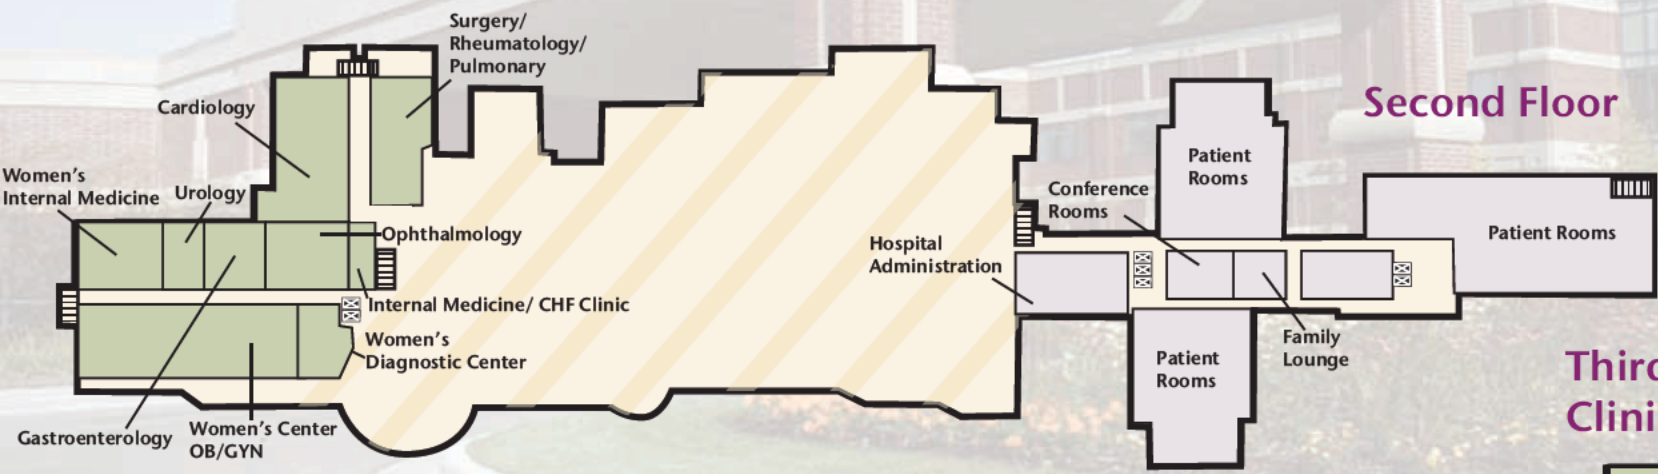 Surgery/
Rheumatology/
Pulmonary
Cardiology
Second Floor
Patient
Rooms
Women's
Internal Medicine
Urology
Conference
Rooms
Ophthalmology
Patient Rooms
Hospital
Administration
Internal Medicine/ CHF Clinic
Women's
Diagnostic Center
Family
Lounge
Patient
Rooms
Gastroenterology
Women's Center
OB/GYN